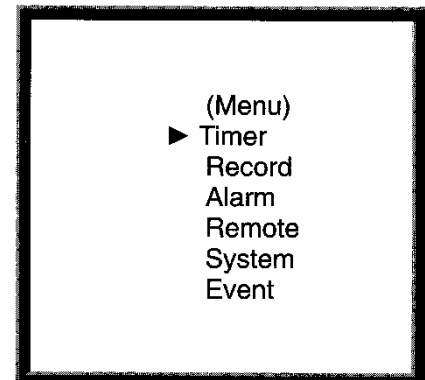 (Menu)
▶ Timer
Record
Alarm
Remote
System
Event